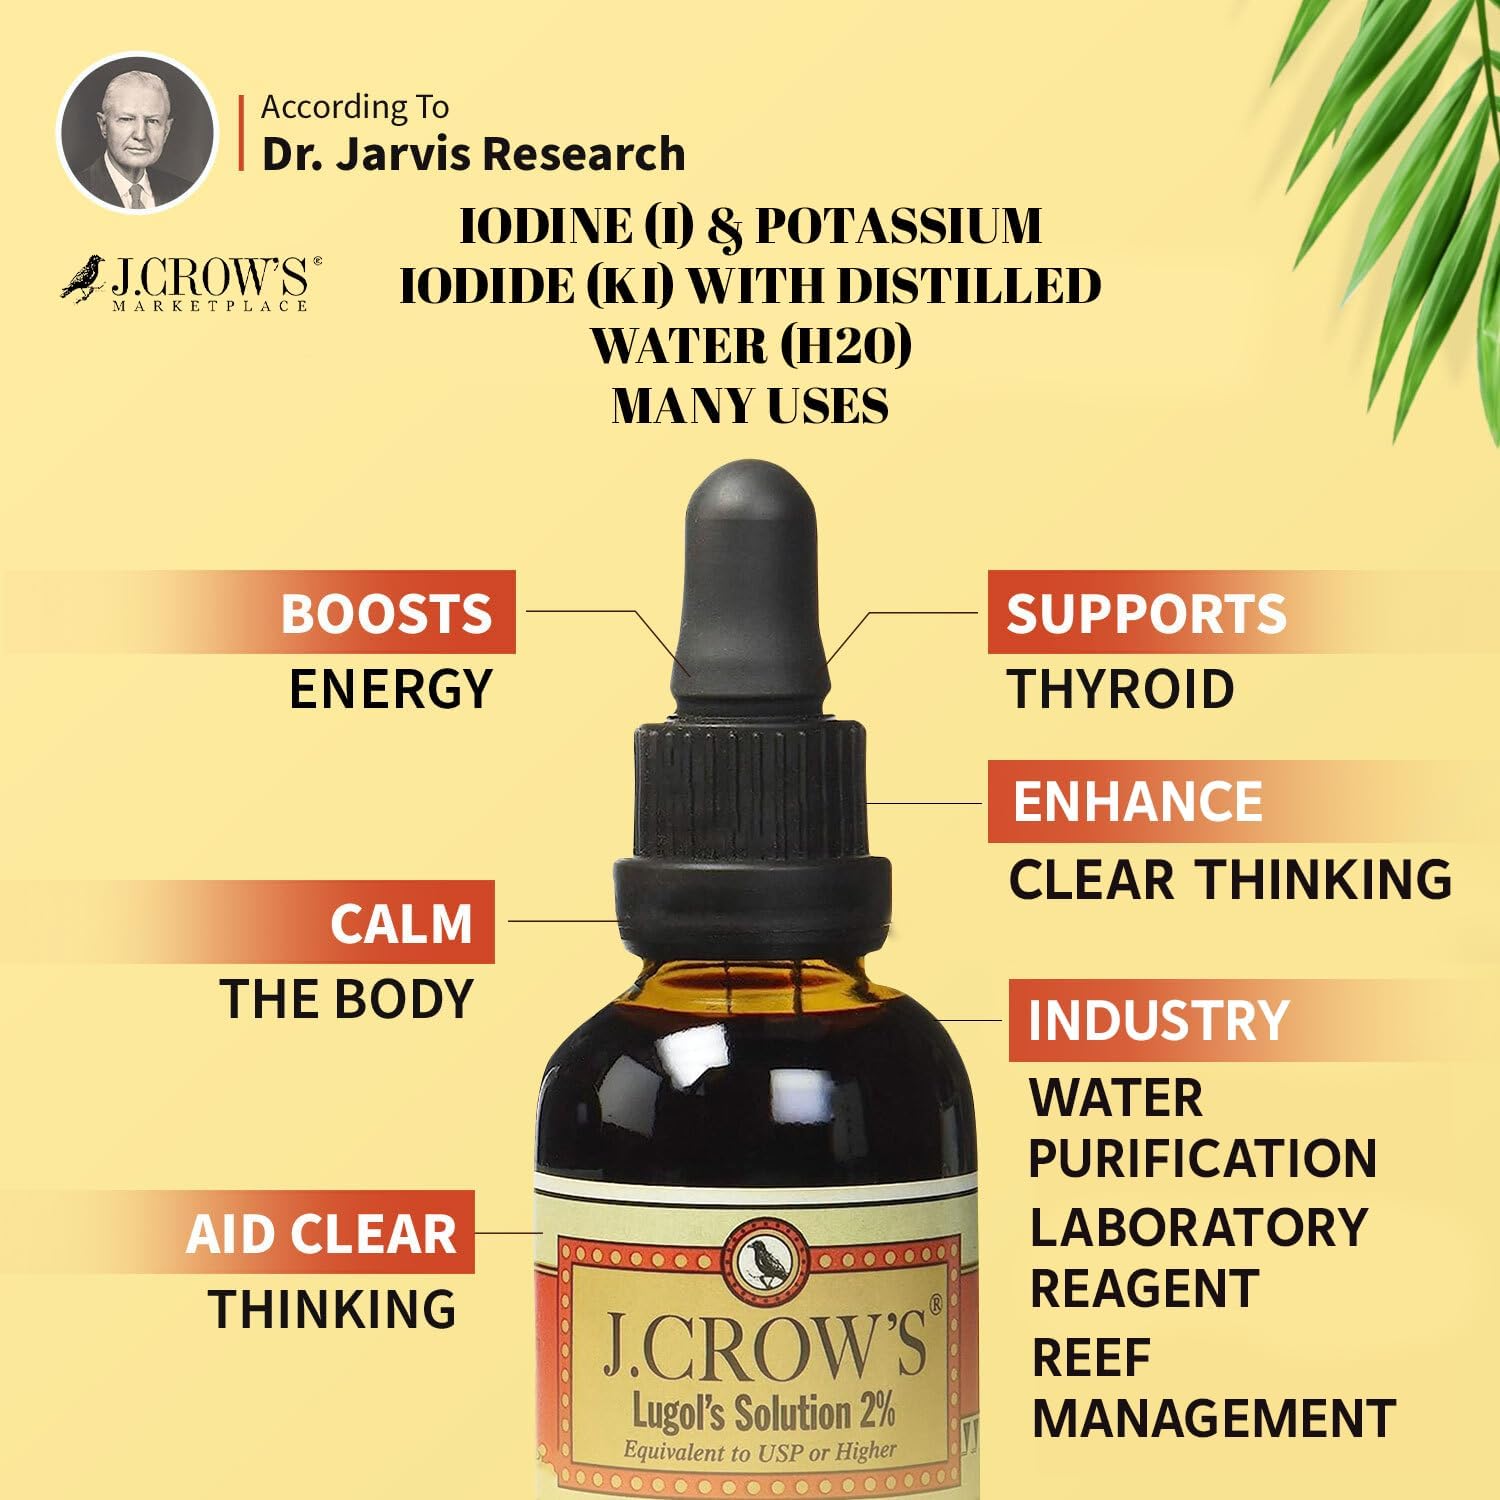 According To
Dr. Jarvis Research
J.CROW'S®
MARKETPLACE
IODINE (I) & POTASSIUM
IODIDE (KI) WITH DISTILLED
WATER (H2O)
MANY USES
BOOSTS
ENERGY
SUPPORTS
THYROID
ENHANCE
CLEAR THINKING
CALM
THE BODY
INDUSTRY
WATER
PURIFICATION
LABORATORY
REAGENT
REEF
MANAGEMENT
AID CLEAR
THINKING
J.CROW'S®
Lugol's Solution 2%
Equivalent to USP or Higher